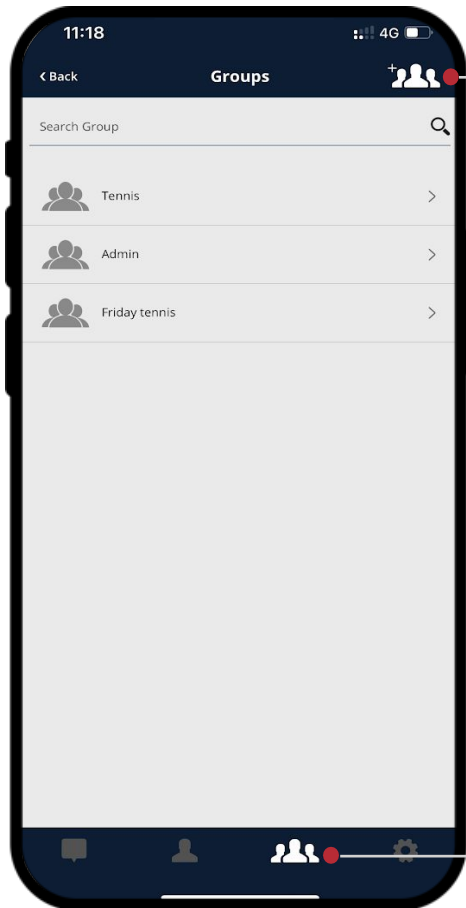 11:18 4G
Back Groups
Search Group
Tennis
Admin
Friday tennis